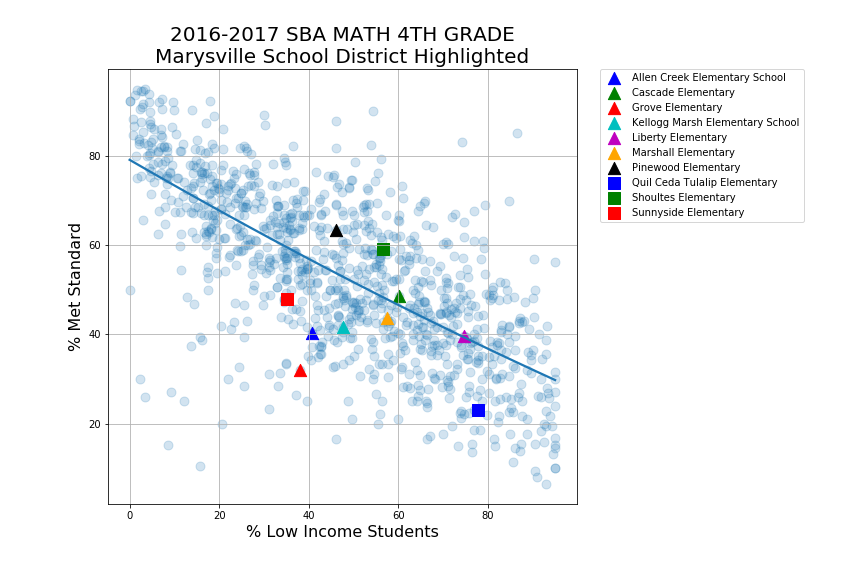 2016-2017 SBA MATH 4TH GRADE
Marysville School District Highlighted
% Met Standard
80
60
40
20
0
20
40
60
80
% Low Income Students
Allen Creek Elementary School
Cascade Elementary
Grove Elementary
Kellogg Marsh Elementary School
Liberty Elementary
Marshall Elementary
Pinewood Elementary
Quil Ceda Tulalip Elementary
Shoultes Elementary
Sunnyside Elementary